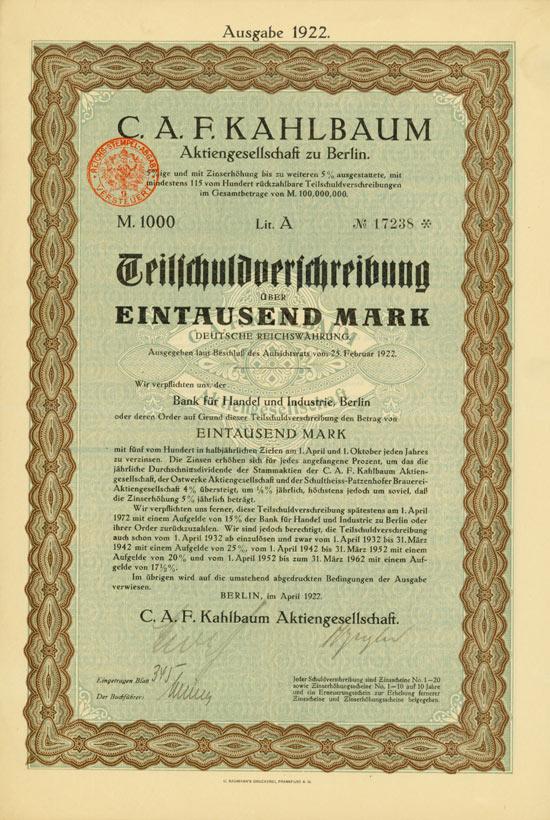 Ausgabe 1922.
C. A. F. KAHLBAUM
Aktiengesellschaft zu Berlin.
und mit Zinserhöhung bis zu weiteren 5% ausgestattete, mit
mindestens 115 vom Hundert rückzahlbare Teilschuldverschreibungen
im Gesamtbetrage von M. 100,000,000.
REICHS-STEMPEL-ABGABE
VERSTEUERT
M. 1000 Lit. A № 17238 ✻
Teilschuldverschreibung
ÜBER
EINTAUSEND MARK
DEUTSCHE REICHSWÄHRUNG
Ausgegeben laut Beschluß des Aufsichtsrats vom 25. Februar 1922.
Wir verpflichten uns, der
Bank für Handel und Industrie, Berlin
oder deren Order auf Grund dieser Teilschuldverschreibung den Betrag von
EINTAUSEND MARK
mit fünf vom Hundert in halbjährlichen Zielen am 1. April und 1. Oktober jeden Jahres
zu verzinsen. Die Zinsen erhöhen sich für jedes angefangene Prozent, um das die
jährliche Durchschnittsdividende der Stammaktien der C. A. F. Kahlbaum Aktien-
gesellschaft, der Ostwerke Aktiengesellschaft und der Schultheiss-Patzenhofer Brauerei-
Aktiengesellschaft 4% übersteigt, um jährlich, höchstens jedoch um soviel, daß
die Zinserhöhung 5% jährlich beträgt.
Wir verpflichten uns ferner, diese Teilschuldverschreibung spätestens am 1. April
1972 mit einem Aufgelde von 15% der Bank für Handel und Industrie zu Berlin oder
ihrer Order zurückzuzahlen. Wir sind jedoch berechtigt, die Teilschuldverschreibung
auch schon vom 1. April 1932 ab einzulösen und zwar vom 1. April 1932 bis 31. März
1942 mit einem Aufgelde von 25%, vom 1. April 1942 bis 31. März 1952 mit einem
Aufgelde von 20% und vom 1. April 1952 bis zum 31. März 1962 mit einem Auf-
gelde von 17½%.
Im übrigen wird auf die umstehend abgedruckten Bedingungen der Ausgabe
verwiesen.
BERLIN, im April 1922.
C. A. F. Kahlbaum Aktiengesellschaft.
Eingetragen Blatt 345
Der Buchführer:
Jeder Schuldverschreibung sind Zinsscheine No. 1—20
sowie Zinserhöhungsscheine No. 1—10 auf 10 Jahre
und ein Erneuerungsschein zur Erhebung fernerer
Zinsscheine und Zinserhöhungsscheine beigegeben.
C. NAUMANN'S DRUCKEREI, FRANKFURT A. M.